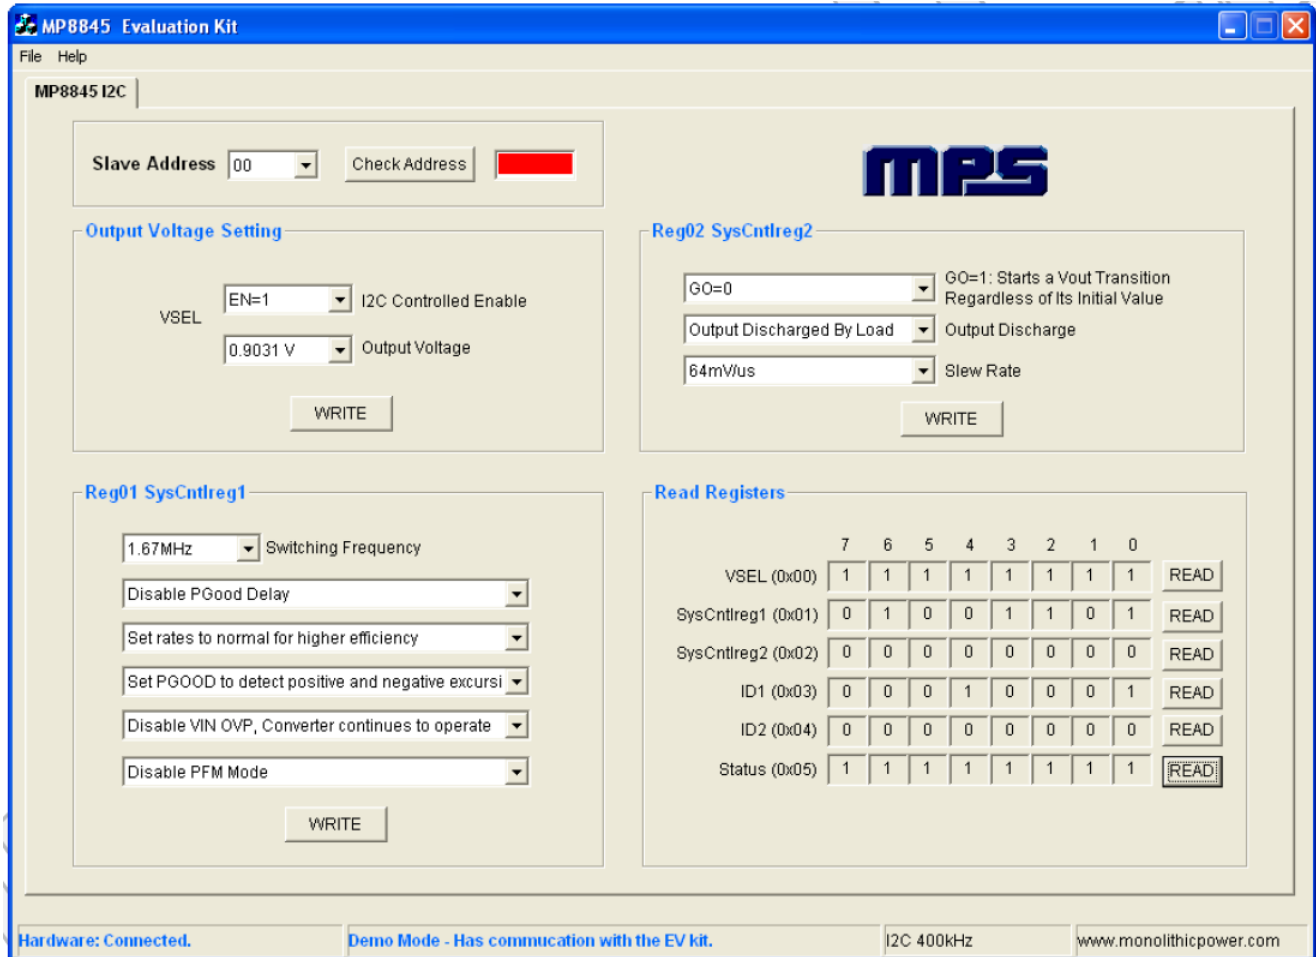 MP8845 Evaluation Kit
File Help
MP8845 I2C
Slave Address 00 Check Address
MPS
Output Voltage Setting
VSEL
EN=1 I2C Controlled Enable
0.9031 V Output Voltage
WRITE
Reg02 SysCntlreg2
GO=0 GO=1: Starts a Vout Transition
Regardless of Its Initial Value
Output Discharged By Load Output Discharge
64mV/us Slew Rate
WRITE
Reg01 SysCntlreg1
1.67MHz Switching Frequency
Disable PGood Delay
Set rates to normal for higher efficiency
Set PGOOD to detect positive and negative excursi
Disable VIN OVP, Converter continues to operate
Disable PFM Mode
WRITE
Read Registers
7 6 5 4 3 2 1 0
VSEL (0x00) 1 1 1 1 1 1 1 1 READ
SysCntlreg1 (0x01) 0 1 0 0 1 1 0 1 READ
SysCntlreg2 (0x02) 0 0 0 0 0 0 0 0 READ
ID1 (0x03) 0 0 0 1 0 0 0 1 READ
ID2 (0x04) 0 0 0 0 0 0 0 0 READ
Status (0x05) 1 1 1 1 1 1 1 1 READ
Hardware: Connected. Demo Mode - Has commucation with the EV kit. I2C 400kHz www.monolithicpower.com